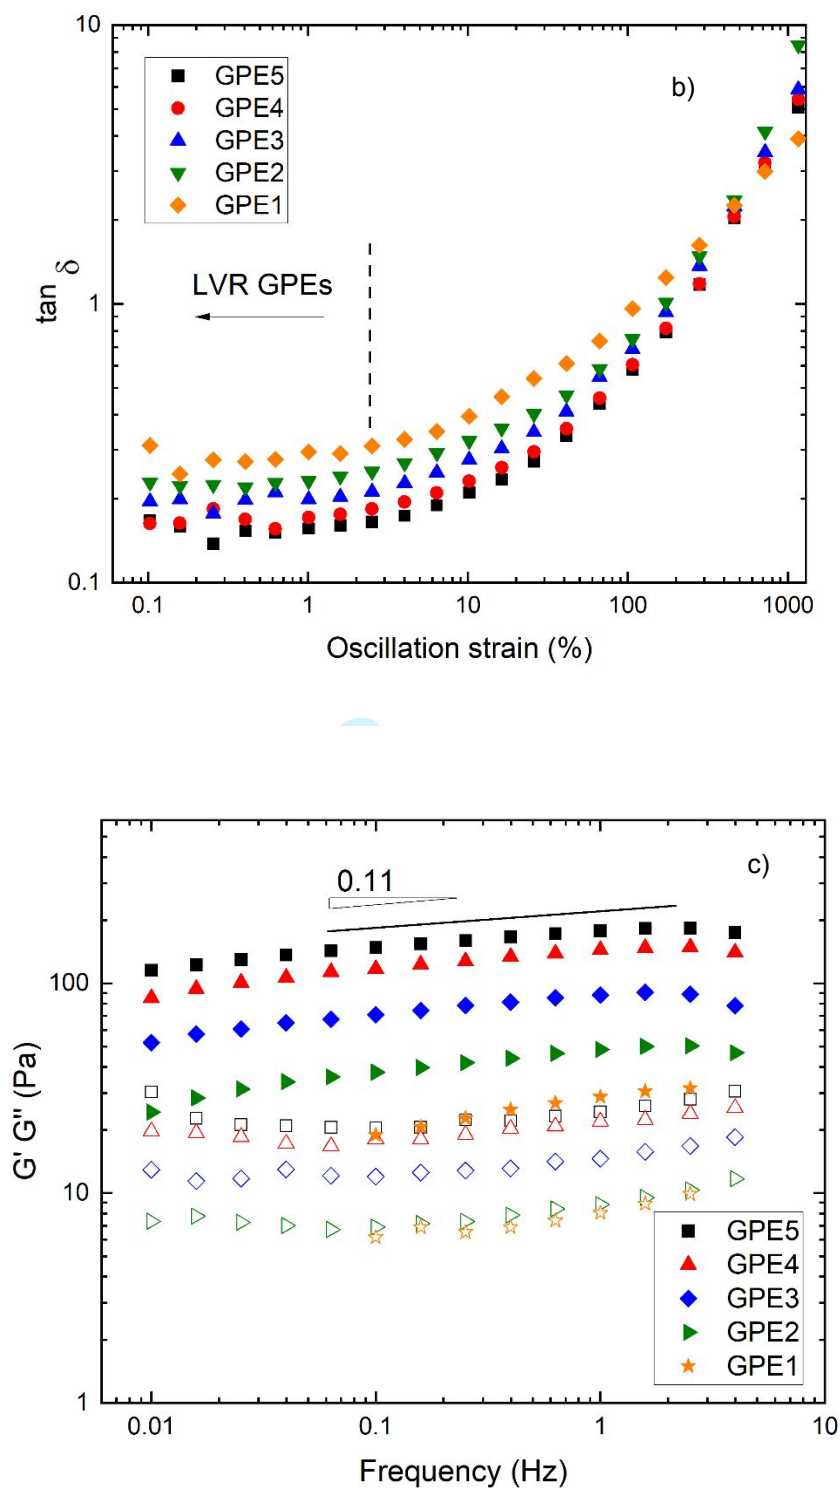 10
b)
GPE5
GPE4
GPE3
GPE2
GPE1
LVR GPEs
tan δ
1
0.1
0.1 1 10 100 1000
Oscillation strain (%)
c)
0.11
100
G' G'' (Pa)
10
GPE5
GPE4
GPE3
GPE2
GPE1
1
0.01 0.1 1 10
Frequency (Hz)